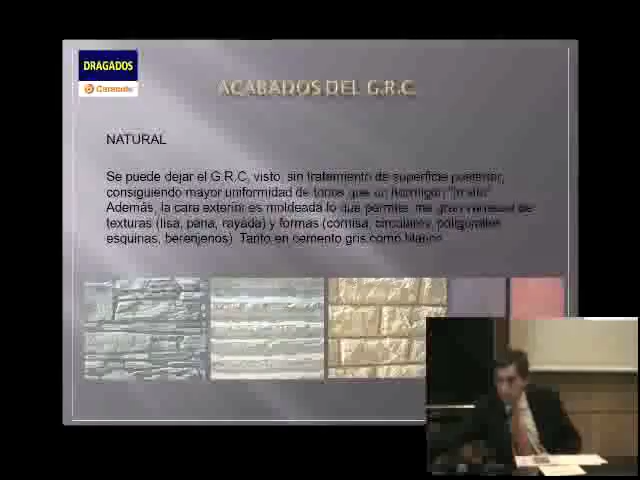 DRAGADOS
ACABADOS DEL G.R.C.
NATURAL
Se puede dejar el G.R.C, visto, sin tratamiento de superficie posterior,
consiguiendo mayor uniformidad de tonos que un hormigón "in situ".
Además, la cara exterior es moldeada lo que permite una gran variedad de
texturas (lisa, pana, rayada) y formas (cornisa, circulares, poligonales
esquinas, berenjenos). Tanto en cemento gris como blanco.